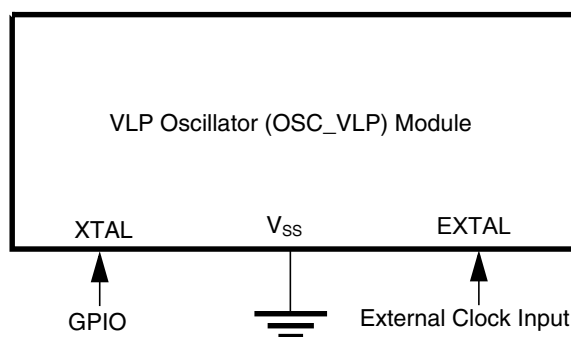 VLP Oscillator (OSC_VLP) Module
XTAL VSS EXTAL
GPIO External Clock Input